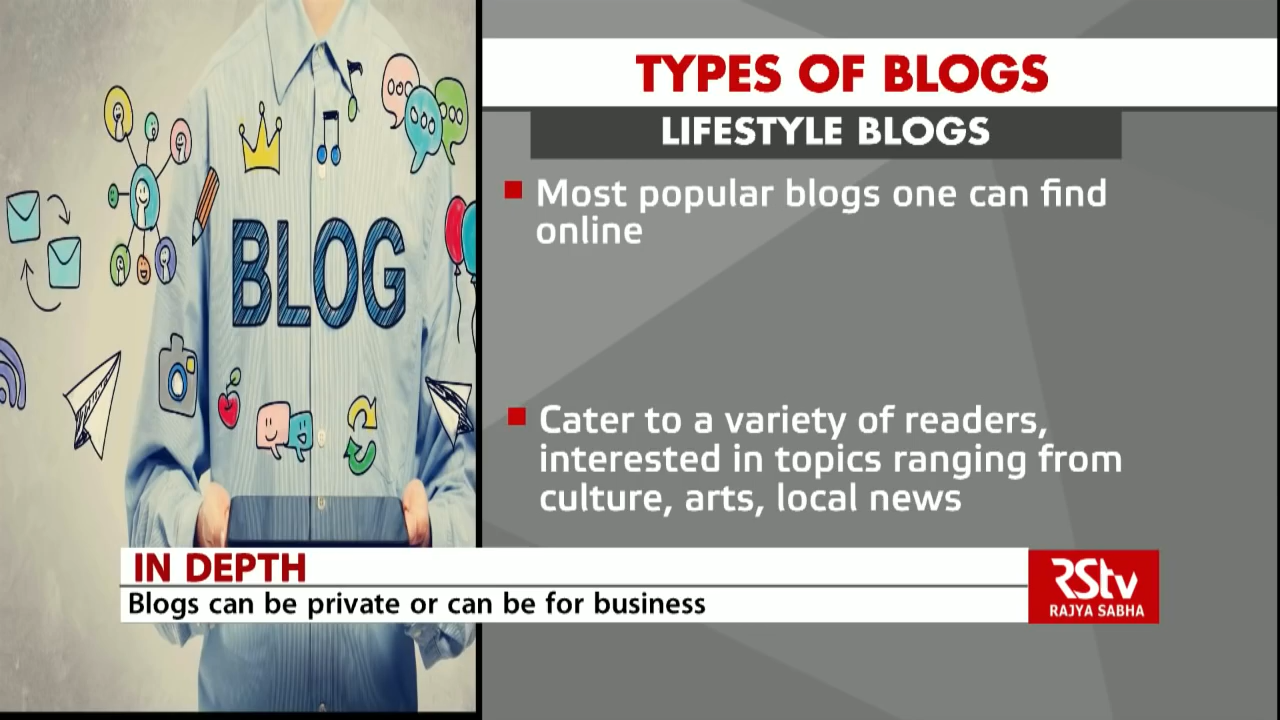 TYPES OF BLOGS
LIFESTYLE BLOGS
Most popular blogs one can find
online
Cater to a variety of readers,
interested in topics ranging from
culture, arts, local news
BLOG
IN DEPTH
Blogs can be private or can be for business
RStv
RAJYA SABHA